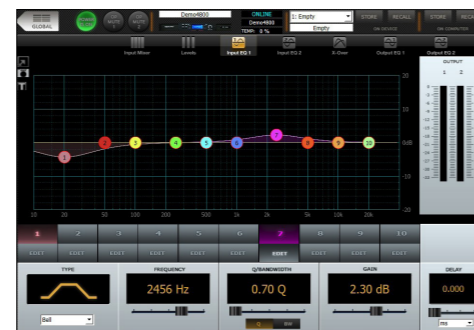 GLOBAL
Demo4800
ONLINE
Demo4800
TEMP: 0 %
1: Empty
Empty
STORE RECALL STORE RECALL
Input Mixer Levels Input EQ 1 Input EQ 2 X-Over Output EQ 1 Output EQ 2
OUTPUT
1 2
20
10
0dB
-10
-20
1 2 3 4 5 6 7 8 9 10
10 20 50 100 200 500 1k 2k 5k 10k 20k
1 2 3 4 5 6 7 8 9 10
EDIT EDIT EDIT EDIT EDIT EDIT EDIT EDIT EDIT EDIT
TYPE FREQUENCY Q/BANDWIDTH GAIN DELAY
2456 Hz 0.70 Q 2.30 dB 0.000
Bell Q BW ms